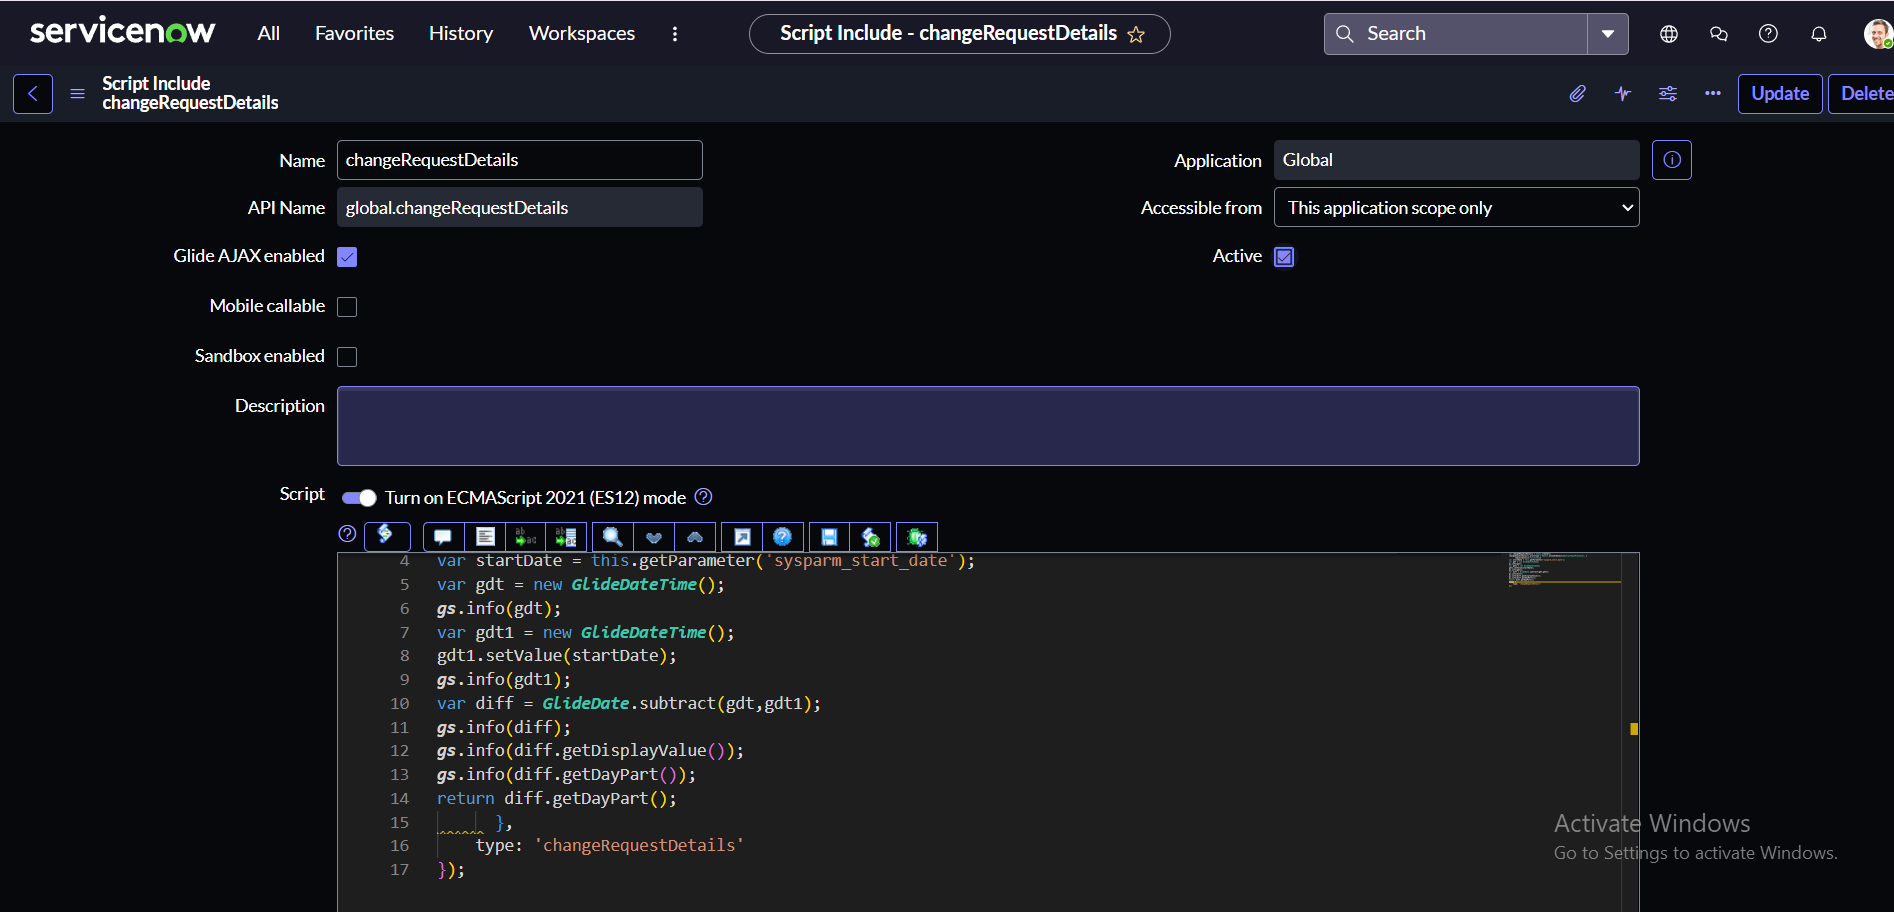 servicenow All Favorites History Workspaces Script Include - changeRequestDetails Search
Script Include
changeRequestDetails
Update Delete
Name changeRequestDetails Application Global
API Name global.changeRequestDetails Accessible from This application scope only
Glide AJAX enabled Active
Mobile callable
Sandbox enabled
Description
Script Turn on ECMAScript 2021 (ES12) mode
4 var startDate = this.getParameter('sysparm_start_date');
5 var gdt = new GlideDateTime();
6 gs.info(gdt);
7 var gdt1 = new GlideDateTime();
8 gdt1.setValue(startDate);
9 gs.info(gdt1);
10 var diff = GlideDate.subtract(gdt,gdt1);
11 gs.info(diff);
12 gs.info(diff.getDisplayValue());
13 gs.info(diff.getDayPart());
14 return diff.getDayPart();
15 },
16 type: 'changeRequestDetails'
17 });
Activate Windows
Go to Settings to activate Windows.